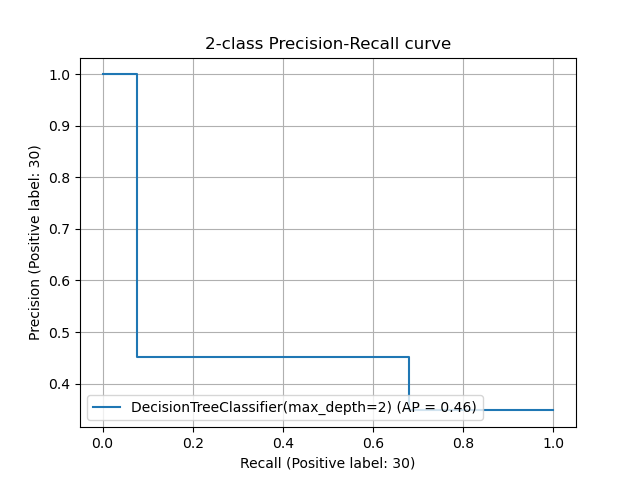 2-class Precision-Recall curve
Precision (Positive label: 30)
1.0
0.9
0.8
0.7
0.6
0.5
0.4
DecisionTreeClassifier(max_depth=2) (AP = 0.46)
0.0 0.2 0.4 0.6 0.8 1.0
Recall (Positive label: 30)